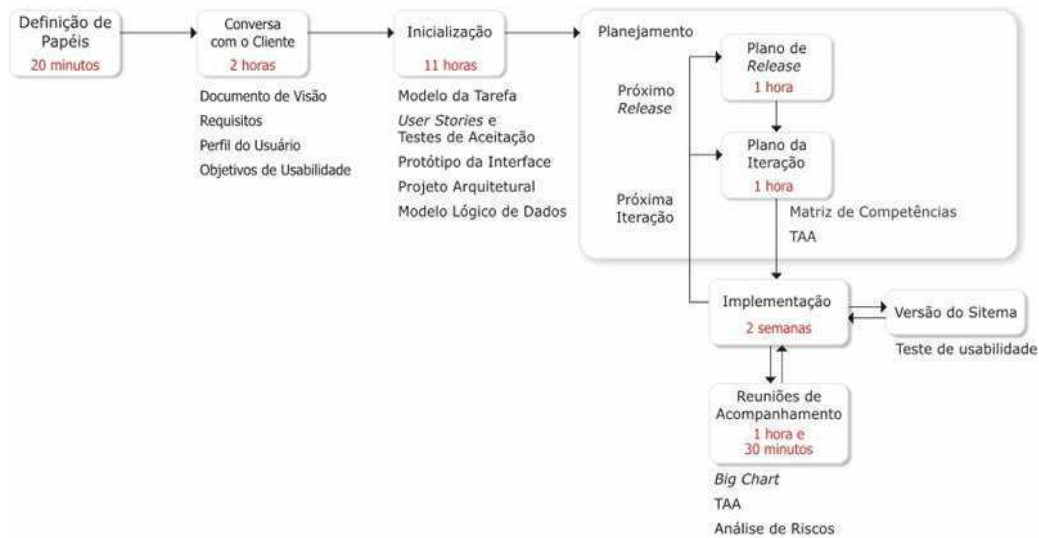 Definição de
Papéis
20 minutos
Conversa
com o Cliente
2 horas
Documento de Visão
Requisitos
Perfil do Usuário
Objetivos de Usabilidade
Inicialização
11 horas
Modelo da Tarefa
User Stories e
Testes de Aceitação
Protótipo da Interface
Projeto Arquitetural
Modelo Lógico de Dados
Planejamento
Plano de
Release
1 hora
Próximo
Release
Plano da
Iteração
1 hora
Próxima
Iteração
Matriz de Competências
TAA
Implementação
2 semanas
Versão do Sitema
Teste de usabilidade
Reuniões de
Acompanhamento
1 hora e
30 minutos
Big Chart
TAA
Análise de Riscos